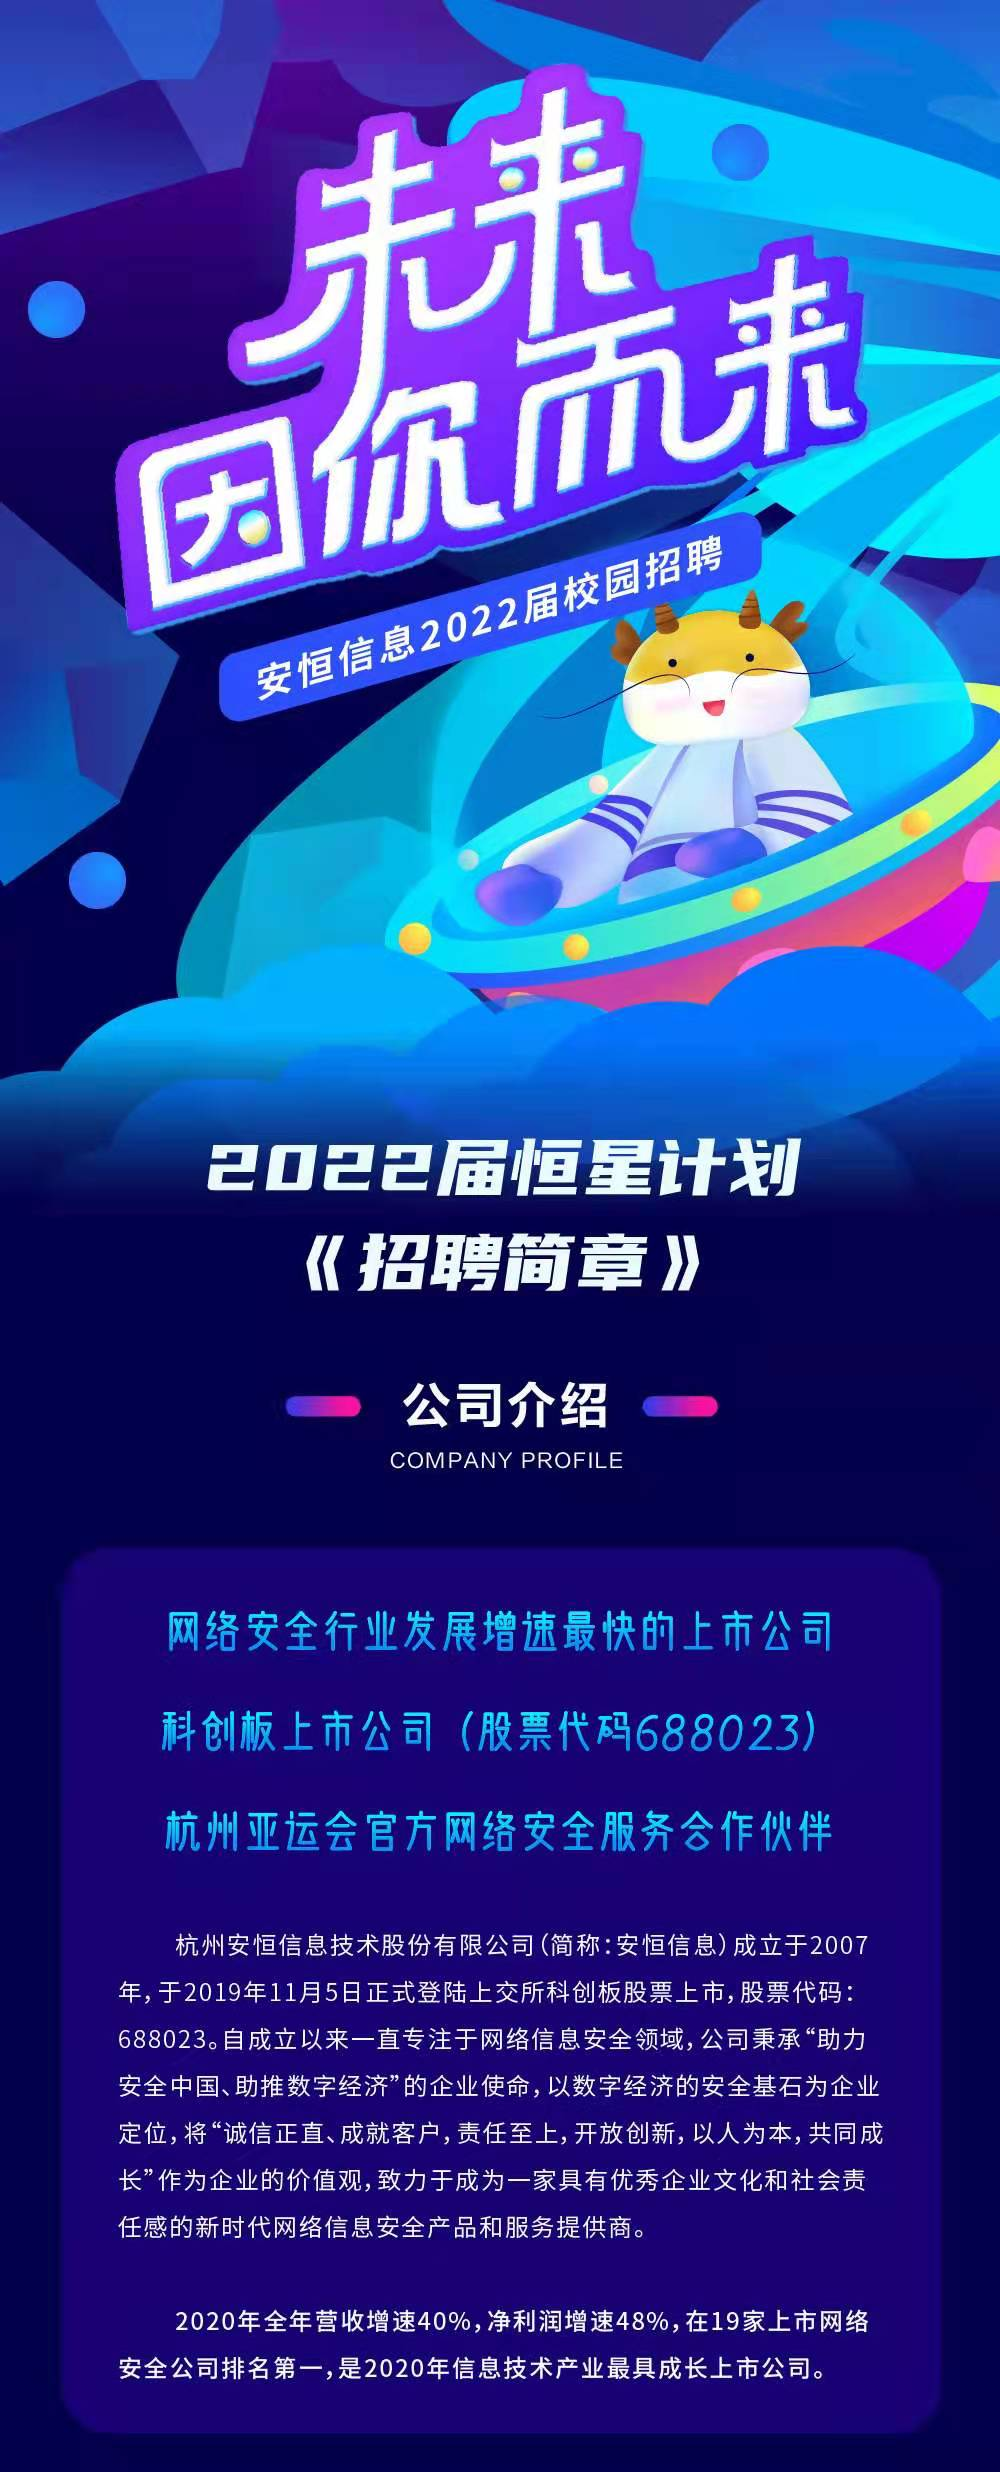 未来
因你而来
安恒信息2022届校园招聘
2022届恒星计划
《招聘简章》
公司介绍
COMPANY PROFILE
网络安全行业发展增速最快的上市公司
科创板上市公司（股票代码688023）
杭州亚运会官方网络安全服务合作伙伴
杭州安恒信息技术股份有限公司（简称：安恒信息）成立于2007
年，于2019年11月5日正式登陆上交所科创板股票上市，股票代码：
688023。自成立以来一直专注于网络信息安全领域，公司秉承“助力
安全中国、助推数字经济”的企业使命，以数字经济的安全基石为企业
定位，将“诚信正直、成就客户，责任至上，开放创新，以人为本，共同成
长”作为企业的价值观，致力于成为一家具有优秀企业文化和社会责
任感的新时代网络信息安全产品和服务提供商。
2020年全年营收增速40%，净利润增速48%，在19家上市网络
安全公司排名第一，是2020年信息技术产业最具成长上市公司。